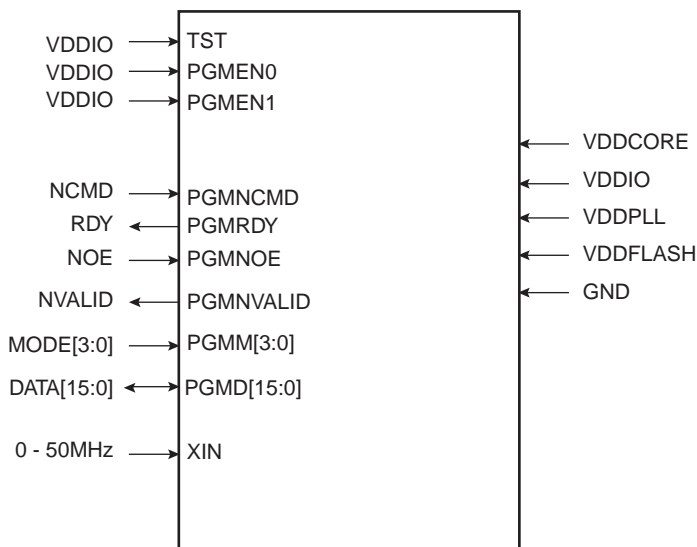 VDDIO TST
VDDIO PGMEN0
VDDIO PGMEN1
VDDCORE
VDDIO
NCMD PGMNCMD
VDDPLL
RDY PGMRDY
VDDFLASH
NOE PGMNOE
GND
NVALID PGMNVALID
MODE[3:0] PGMM[3:0]
DATA[15:0] PGMD[15:0]
0 - 50MHz XIN